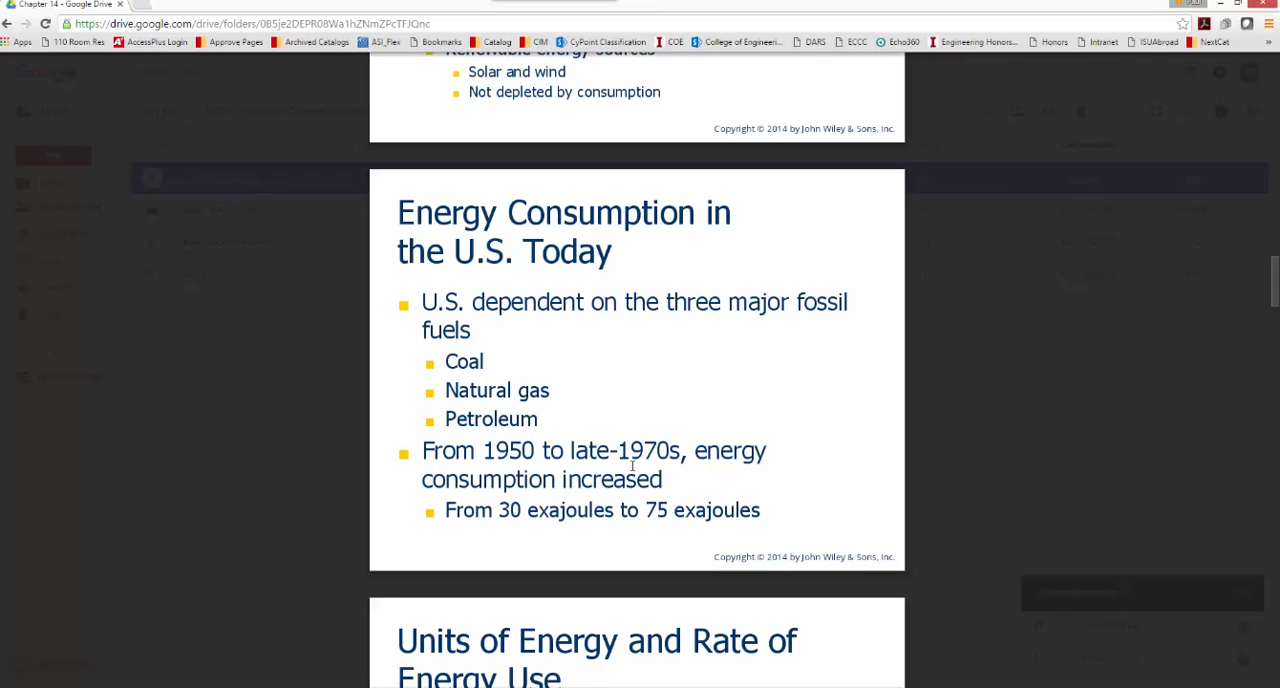 Chapter 14 - Google Drive
https://drive.google.com/drive/folders/0B5je2DEPR08Wa1hZNmZPcTFJQnc
Apps 110 Room Res AccessPlus Login Approve Pages Archived Catalogs ASI_Flex Bookmarks Catalog CIM CyPoint Classification COE College of Engineeri... DARS ECCC Echo360 Engineering Honors... Honors Intranet ISUAbroad NextCat »
Renewable energy sources
Solar and wind
Not depleted by consumption
Copyright © 2014 by John Wiley & Sons, Inc.
Energy Consumption in
the U.S. Today
U.S. dependent on the three major fossil
fuels
Coal
Natural gas
Petroleum
From 1950 to late-1970s, energy
consumption increased
From 30 exajoules to 75 exajoules
Copyright © 2014 by John Wiley & Sons, Inc.
Units of Energy and Rate of
Energy Use